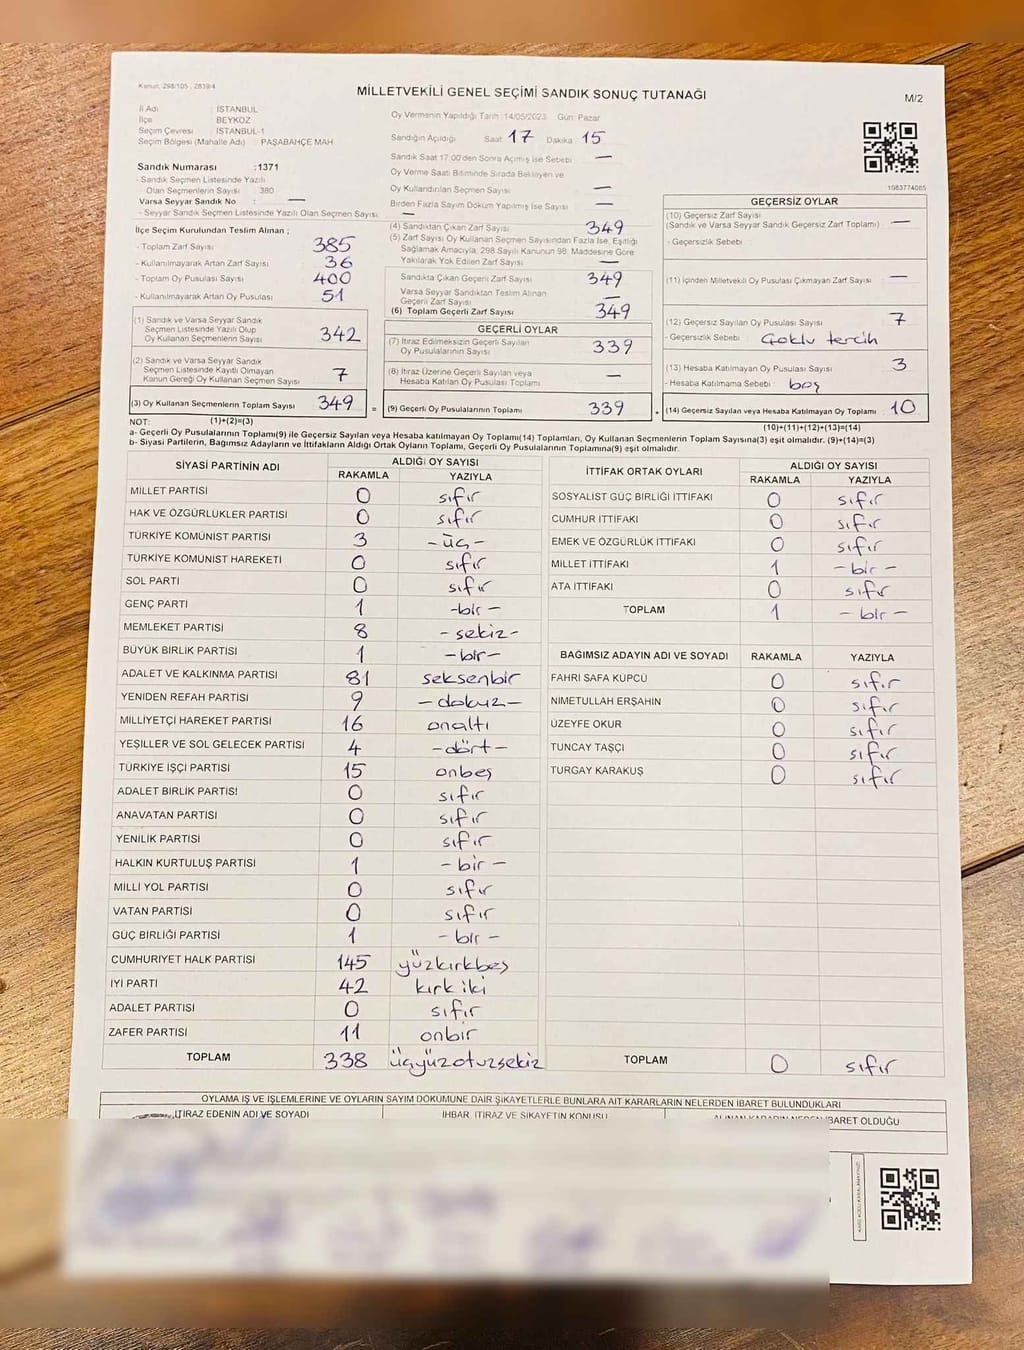 Kanun: 298/105 , 2839/4
MİLLETVEKİLİ GENEL SEÇİMİ SANDIK SONUÇ TUTANAĞI
M/2
İl Adı : İSTANBUL
İlçe : BEYKOZ
Seçim Çevresi : İSTANBUL-1
Seçim Bölgesi (Mahalle Adı) : PAŞABAHÇE MAH.
Sandık Numarası :1371
- Sandık Seçmen Listesinde Yazılı
Olan Seçmenlerin Sayısı : 380
Varsa Seyyar Sandık No : —
- Seyyar Sandık Seçmen Listesinde Yazılı Olan Seçmen Sayısı: —
Oy Vermenin Yapıldığı Tarih : 14/05/2023 Gün: Pazar
Sandığın Açıldığı Saat 17 Dakika 15
Sandık Saat 17.00'den Sonra Açılmış İse Sebebi —
Oy Verme Saati Bitiminde Sırada Bekleyen ve
Oy Kullandırılan Seçmen Sayısı —
Birden Fazla Sayım Döküm Yapılmış İse Sayısı —
1083774065
İlçe Seçim Kurulundan Teslim Alınan ;
- Toplam Zarf Sayısı 385
- Kullanılmayarak Artan Zarf Sayısı 36
- Toplam Oy Pusulası Sayısı 400
- Kullanılmayarak Artan Oy Pusulası 51
(1) Sandık ve Varsa Seyyar Sandık
Seçmen Listesinde Yazılı Olup
Oy Kullanan Seçmenlerin Sayısı 342
(2) Sandık ve Varsa Seyyar Sandık
Seçmen Listesinde Kayıtlı Olmayan
Kanun Gereği Oy Kullanan Seçmen Sayısı 7
(3) Oy Kullanan Seçmenlerin Toplam Sayısı 349 =
(4) Sandıktan Çıkan Zarf Sayısı 349
(5) Zarf Sayısı Oy Kullanan Seçmen Sayısından Fazla İse, Eşitliği
Sağlamak Amacıyla, 298 Sayılı Kanunun 98. Maddesine Göre
Yakılarak Yok Edilen Zarf Sayısı —
Sandıkta Çıkan Geçerli Zarf Sayısı 349
Varsa Seyyar Sandıktan Teslim Alınan
Geçerli Zarf Sayısı —
(6) Toplam Geçerli Zarf Sayısı 349
GEÇERLİ OYLAR
(7) İtiraz Edilmeksizin Geçerli Sayılan
Oy Pusulalarının Sayısı 339
(8) İtiraz Üzerine Geçerli Sayılan veya
Hesaba Katılan Oy Pusulası Toplamı —
(9) Geçerli Oy Pusulalarının Toplamı 339 +
GEÇERSİZ OYLAR
(10) Geçersiz Zarf Sayısı
(Sandık ve Varsa Seyyar Sandık Geçersiz Zarf Toplamı) —
- Geçersizlik Sebebi :
(11) İçinden Milletvekili Oy Pusulası Çıkmayan Zarf Sayısı —
(12) Geçersiz Sayılan Oy Pusulası Sayısı 7
- Geçersizlik Sebebi : Çoklu tercih
(13) Hesaba Katılmayan Oy Pusulası Sayısı 3
- Hesaba Katılmama Sebebi : boş
(14) Geçersiz Sayılan veya Hesaba Katılmayan Oy Toplamı 10
NOT: (1)+(2)=(3) (10)+(11)+(12)+(13)=(14)
a- Geçerli Oy Pusulalarının Toplamı(9) ile Geçersiz Sayılan veya Hesaba katılmayan Oy Toplamı(14) Toplamları, Oy Kullanan Seçmenlerin Toplam Sayısına(3) eşit olmalıdır. (9)+(14)=(3)
b- Siyasi Partilerin, Bağımsız Adayların ve İttifakların Aldığı Ortak Oyların Toplamı, Geçerli Oy Pusulalarının Toplamına(9) eşit olmalıdır.
SİYASİ PARTİNİN ADI ALDIĞI OY SAYISI
RAKAMLA YAZIYLA
MİLLET PARTİSİ 0 sıfır
HAK VE ÖZGÜRLÜKLER PARTİSİ 0 sıfır
TÜRKİYE KOMÜNİST PARTİSİ 3 -üç-
TÜRKİYE KOMÜNİST HAREKETİ 0 sıfır
SOL PARTİ 0 sıfır
GENÇ PARTİ 1 -bir-
MEMLEKET PARTİSİ 8 -sekiz-
BÜYÜK BİRLİK PARTİSİ 1 -bir-
ADALET VE KALKINMA PARTİSİ 81 seksenbir
YENİDEN REFAH PARTİSİ 9 -dokuz-
MİLLİYETÇİ HAREKET PARTİSİ 16 onaltı
YEŞİLLER VE SOL GELECEK PARTİSİ 4 -dört-
TÜRKİYE İŞÇİ PARTİSİ 15 onbeş
ADALET BİRLİK PARTİSİ 0 sıfır
ANAVATAN PARTİSİ 0 sıfır
YENİLİK PARTİSİ 0 sıfır
HALKIN KURTULUŞ PARTİSİ 1 -bir-
MİLLİ YOL PARTİSİ 0 sıfır
VATAN PARTİSİ 0 sıfır
GÜÇ BİRLİĞİ PARTİSİ 1 -bir-
CUMHURİYET HALK PARTİSİ 145 yüzkırkbeş
İYİ PARTİ 42 kırkiki
ADALET PARTİSİ 0 sıfır
ZAFER PARTİSİ 11 onbir
TOPLAM 338 üçyüzotuzsekiz
İTTİFAK ORTAK OYLARI ALDIĞI OY SAYISI
RAKAMLA YAZIYLA
SOSYALİST GÜÇ BİRLİĞİ İTTİFAKI 0 sıfır
CUMHUR İTTİFAKI 0 sıfır
EMEK VE ÖZGÜRLÜK İTTİFAKI 0 sıfır
MİLLET İTTİFAKI 1 -bir-
ATA İTTİFAKI 0 sıfır
TOPLAM 1 -bir-
BAĞIMSIZ ADAYIN ADI VE SOYADI RAKAMLA YAZIYLA
FAHRİ SAFA KÜPCÜ 0 sıfır
NİMETULLAH ERŞAHİN 0 sıfır
ÜZEYFE OKUR 0 sıfır
TUNCAY TAŞÇI 0 sıfır
TURGAY KARAKUŞ 0 sıfır
TOPLAM 0 sıfır
OYLAMA İŞ VE İŞLEMLERİNE VE OYLARIN SAYIM DÖKÜMÜNE DAİR ŞİKAYETLERLE BUNLARA AİT KARARLARIN NELERDEN İBARET BULUNDUKLARI
İTİRAZ EDENİN ADI VE SOYADI İHBAR, İTİRAZ VE ŞİKAYETİN KONUSU ALINAN KARARIN NEDEN İBARET OLDUĞU